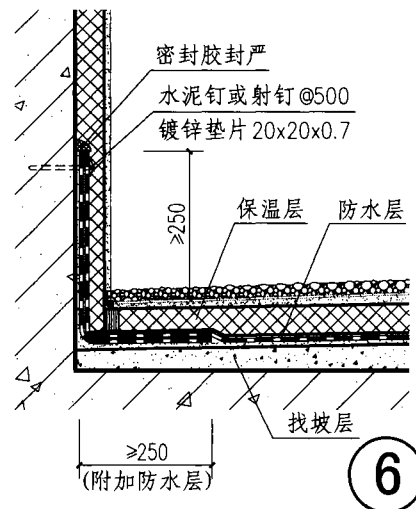 密封胶封严
水泥钉或射钉@500
镀锌垫片20x20x0.7
≥250
保温层
防水层
找坡层
≥250
(附加防水层)
6